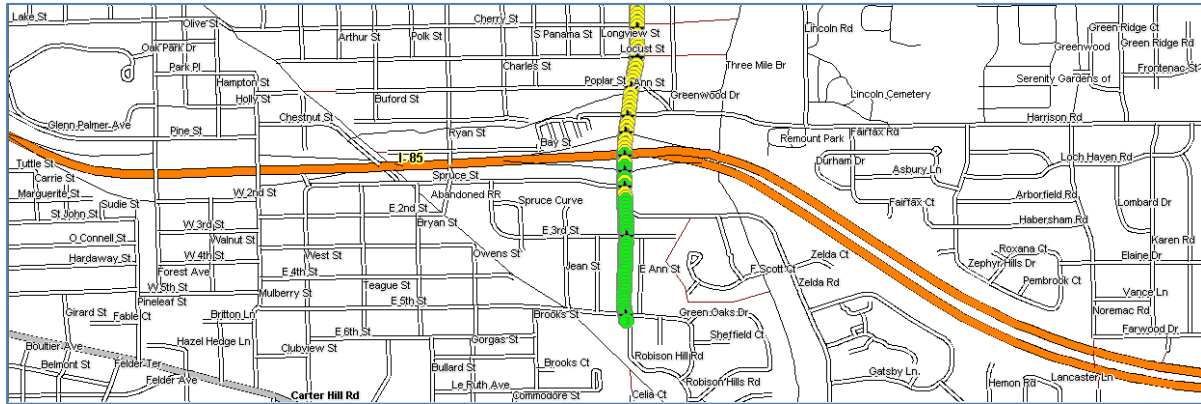 Lake St
Olive St
Cherry St
Arthur St
Polk St
S Panama St
Longview St
Lincoln Rd
Green Ridge Ct
Oak Park Dr
Locust St
Greenwood
Green Ridge Rd
Park Pl
Charles St
Three Mile Br
Frontenac St
Hampton St
Poplar St
Ann St
Serenity Gardens of
Holly St
Buford St
Greenwood Dr
Lincoln Cemetery
Chestnut St
Glenn Palmer Ave
Pine St
Ryan St
Bay St
Harrison Rd
Remount Park
Fairfax Rd
I- 85
Tuttle St
Durham Dr
Loch Haven Rd
Carrie St
Spruce St
Asbury Ln
Marguerite St
W 2nd St
Abandoned RR
Arborfield Rd
Sudie St
Spruce Curve
Fairfax Ct
Lombard Dr
St John St
E 2nd St
W 3rd St
Bryan St
Habersham Rd
O Connell St
Walnut St
E 3rd St
Karen Rd
Hardaway St
W 4th St
West St
Owens St
Roxana Ct
Zelda Ct
Elaine Dr
Forest Ave
E 4th St
Jean St
E Ann St
F Scott Ct
Zephyr Hills Dr
W 5th St
Teague St
Zelda Rd
Pembrook Ct
Pineleaf St
Mulberry St
Vance Ln
Girard St
Fable Ct
Britton Ln
E 5th St
Brooks St
Green Oaks Dr
Noremac Rd
E 6th St
Sheffield Ct
Farwood Dr
Boultier Ave
Hazel Hedge Ln
Clubview St
Gorgas St
Belmont St
Felder Ter
Bullard St
Brooks Ct
Robison Hill Rd
Gatsby Ln
Felder Ave
Le Ruth Ave
Robison Hills Rd
Hernon Rd
Lancaster Ln
Carter Hill Rd
Commodore St
Celia Ct